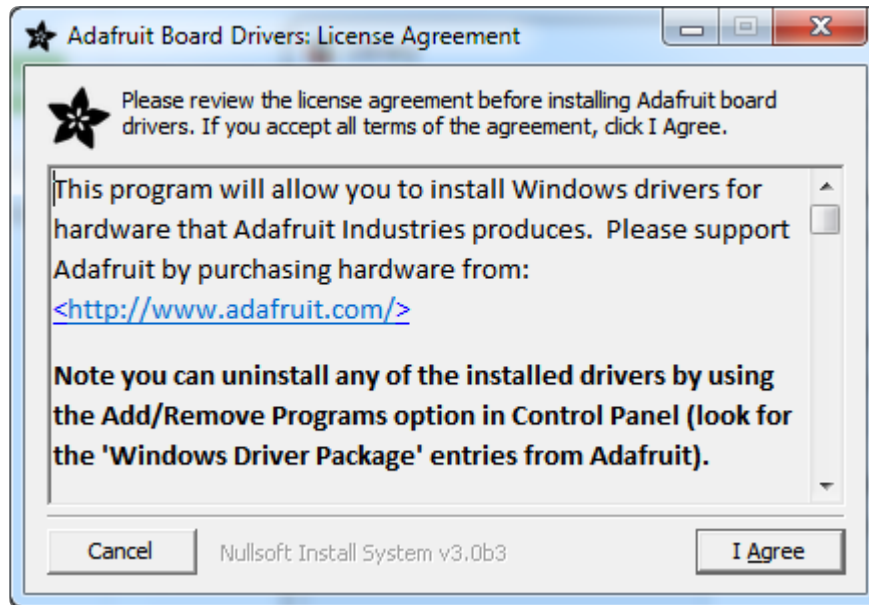 Adafruit Board Drivers: License Agreement
Please review the license agreement before installing Adafruit board
drivers. If you accept all terms of the agreement, click I Agree.
This program will allow you to install Windows drivers for
hardware that Adafruit Industries produces.  Please support
Adafruit by purchasing hardware from:
<http://www.adafruit.com/>
Note you can uninstall any of the installed drivers by using
the Add/Remove Programs option in Control Panel (look for
the 'Windows Driver Package' entries from Adafruit).
Cancel Nullsoft Install System v3.0b3 I Agree